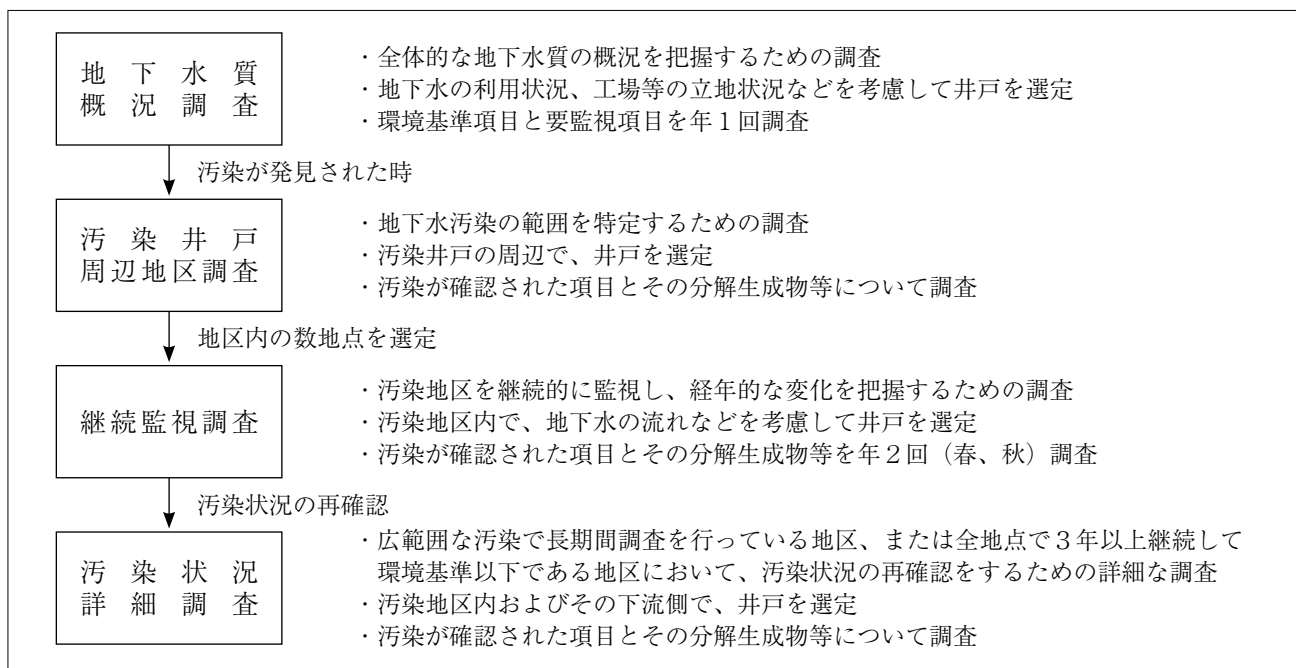 地下水質
概況調査
・全体的な地下水質の概況を把握するための調査
・地下水の利用状況、工場等の立地状況などを考慮して井戸を選定
・環境基準項目と要監視項目を年1回調査
汚染が発見された時
汚染井戸
周辺地区調査
・地下水汚染の範囲を特定するための調査
・汚染井戸の周辺で、井戸を選定
・汚染が確認された項目とその分解生成物等について調査
地区内の数地点を選定
継続監視調査
・汚染地区を継続的に監視し、経年的な変化を把握するための調査
・汚染地区内で、地下水の流れなどを考慮して井戸を選定
・汚染が確認された項目とその分解生成物等を年2回（春、秋）調査
汚染状況の再確認
汚染状況
詳細調査
・広範囲な汚染で長期間調査を行っている地区、または全地点で3年以上継続して
環境基準以下である地区において、汚染状況の再確認をするための詳細な調査
・汚染地区内およびその下流側で、井戸を選定
・汚染が確認された項目とその分解生成物等について調査